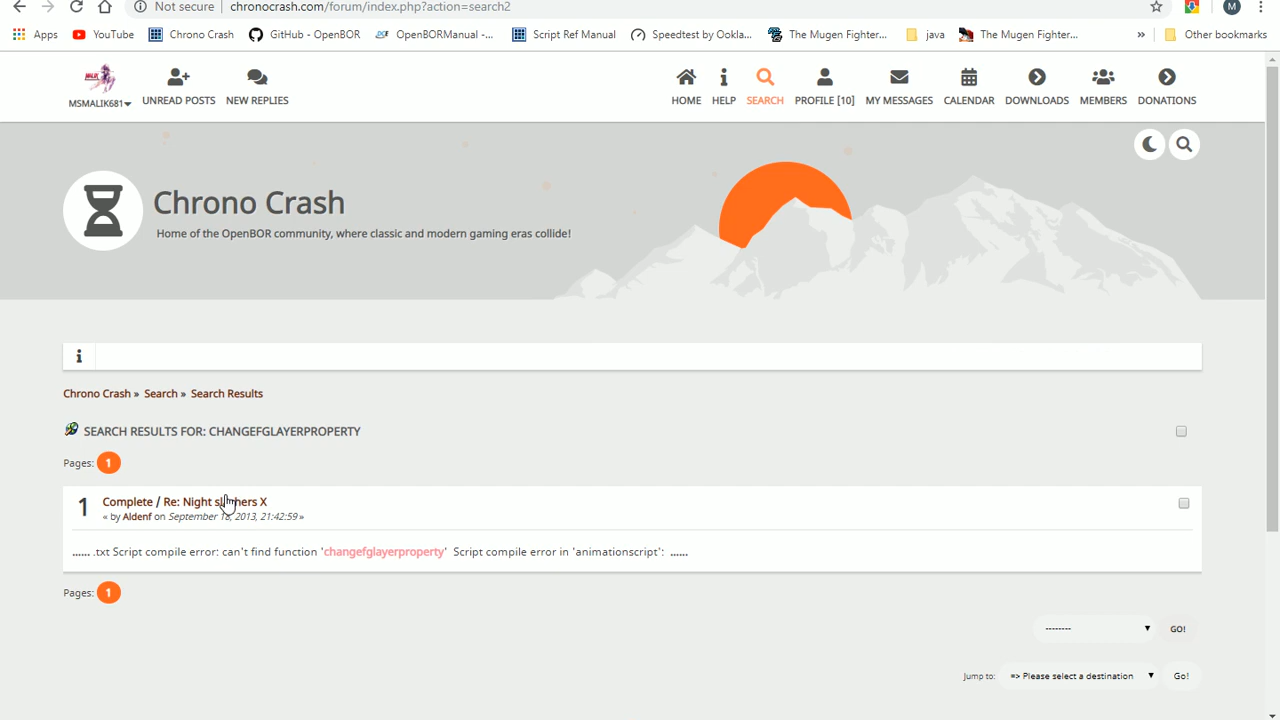 Not secure | chronocrash.com/forum/index.php?action=search2 M
Apps YouTube Chrono Crash GitHub - OpenBOR OpenBORManual -... Script Ref Manual Speedtest by Ookla... The Mugen Fighter... java The Mugen Fighter... » Other bookmarks
MSMALIK681 UNREAD POSTS NEW REPLIES HOME HELP SEARCH PROFILE [10] MY MESSAGES CALENDAR DOWNLOADS MEMBERS DONATIONS
Chrono Crash
Home of the OpenBOR community, where classic and modern gaming eras collide!
Chrono Crash » Search » Search Results
SEARCH RESULTS FOR: CHANGEFGLAYERPROPERTY
Pages: 1
1 Complete / Re: Night slashers X
« by Aldenf on September 18, 2013, 21:42:59 »
...... .txt Script compile error: can't find function 'changefglayerproperty' Script compile error in 'animationscript': ......
Pages: 1
-------- GO!
Jump to: => Please select a destination Go!